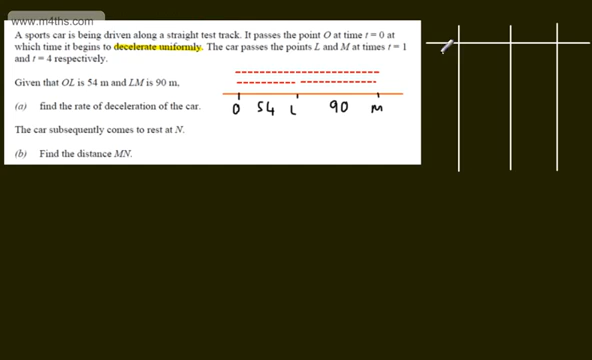 www.m4ths.com
A sports car is being driven along a straight test track. It passes the point O at time t = 0 at
which time it begins to decelerate uniformly. The car passes the points L and M at times t = 1
and t = 4 respectively.
Given that OL is 54 m and LM is 90 m,
(a) find the rate of deceleration of the car.
O 54 L 90 M
The car subsequently comes to rest at N.
(b) Find the distance MN.